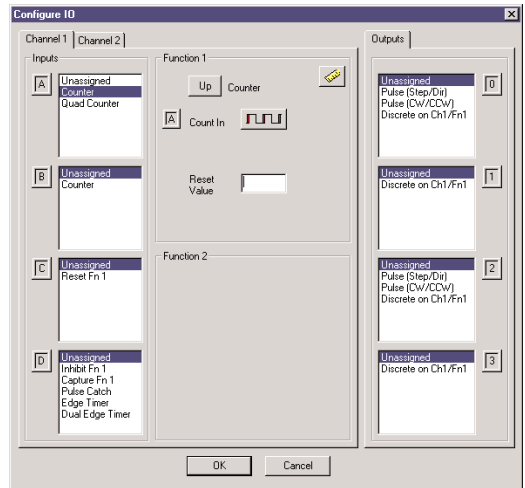 Configure IO
Channel 1
Channel 2
Inputs
A
Unassigned
Counter
Quad Counter
B
Unassigned
Counter
C
Unassigned
Reset Fn 1
D
Unassigned
Inhibit Fn 1
Capture Fn 1
Pulse Catch
Edge Timer
Dual Edge Timer
Function 1
Up Counter
A Count In
Reset
Value
Function 2
Outputs
Unassigned
Pulse (Step/Dir)
Pulse (CW/CCW)
Discrete on Ch1/Fn1
0
Unassigned
Discrete on Ch1/Fn1
1
Unassigned
Pulse (Step/Dir)
Pulse (CW/CCW)
Discrete on Ch1/Fn1
2
Unassigned
Discrete on Ch1/Fn1
3
OK
Cancel